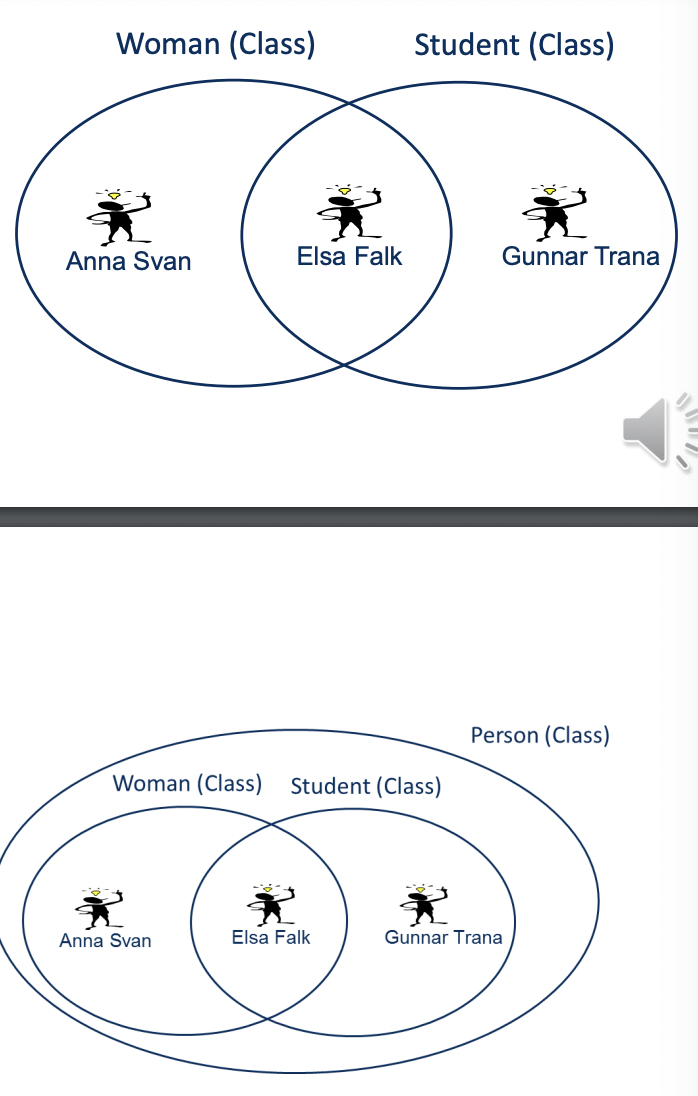 Woman (Class) Student (Class)
Anna Svan Elsa Falk Gunnar Trana
Person (Class)
Woman (Class) Student (Class)
Anna Svan Elsa Falk Gunnar Trana